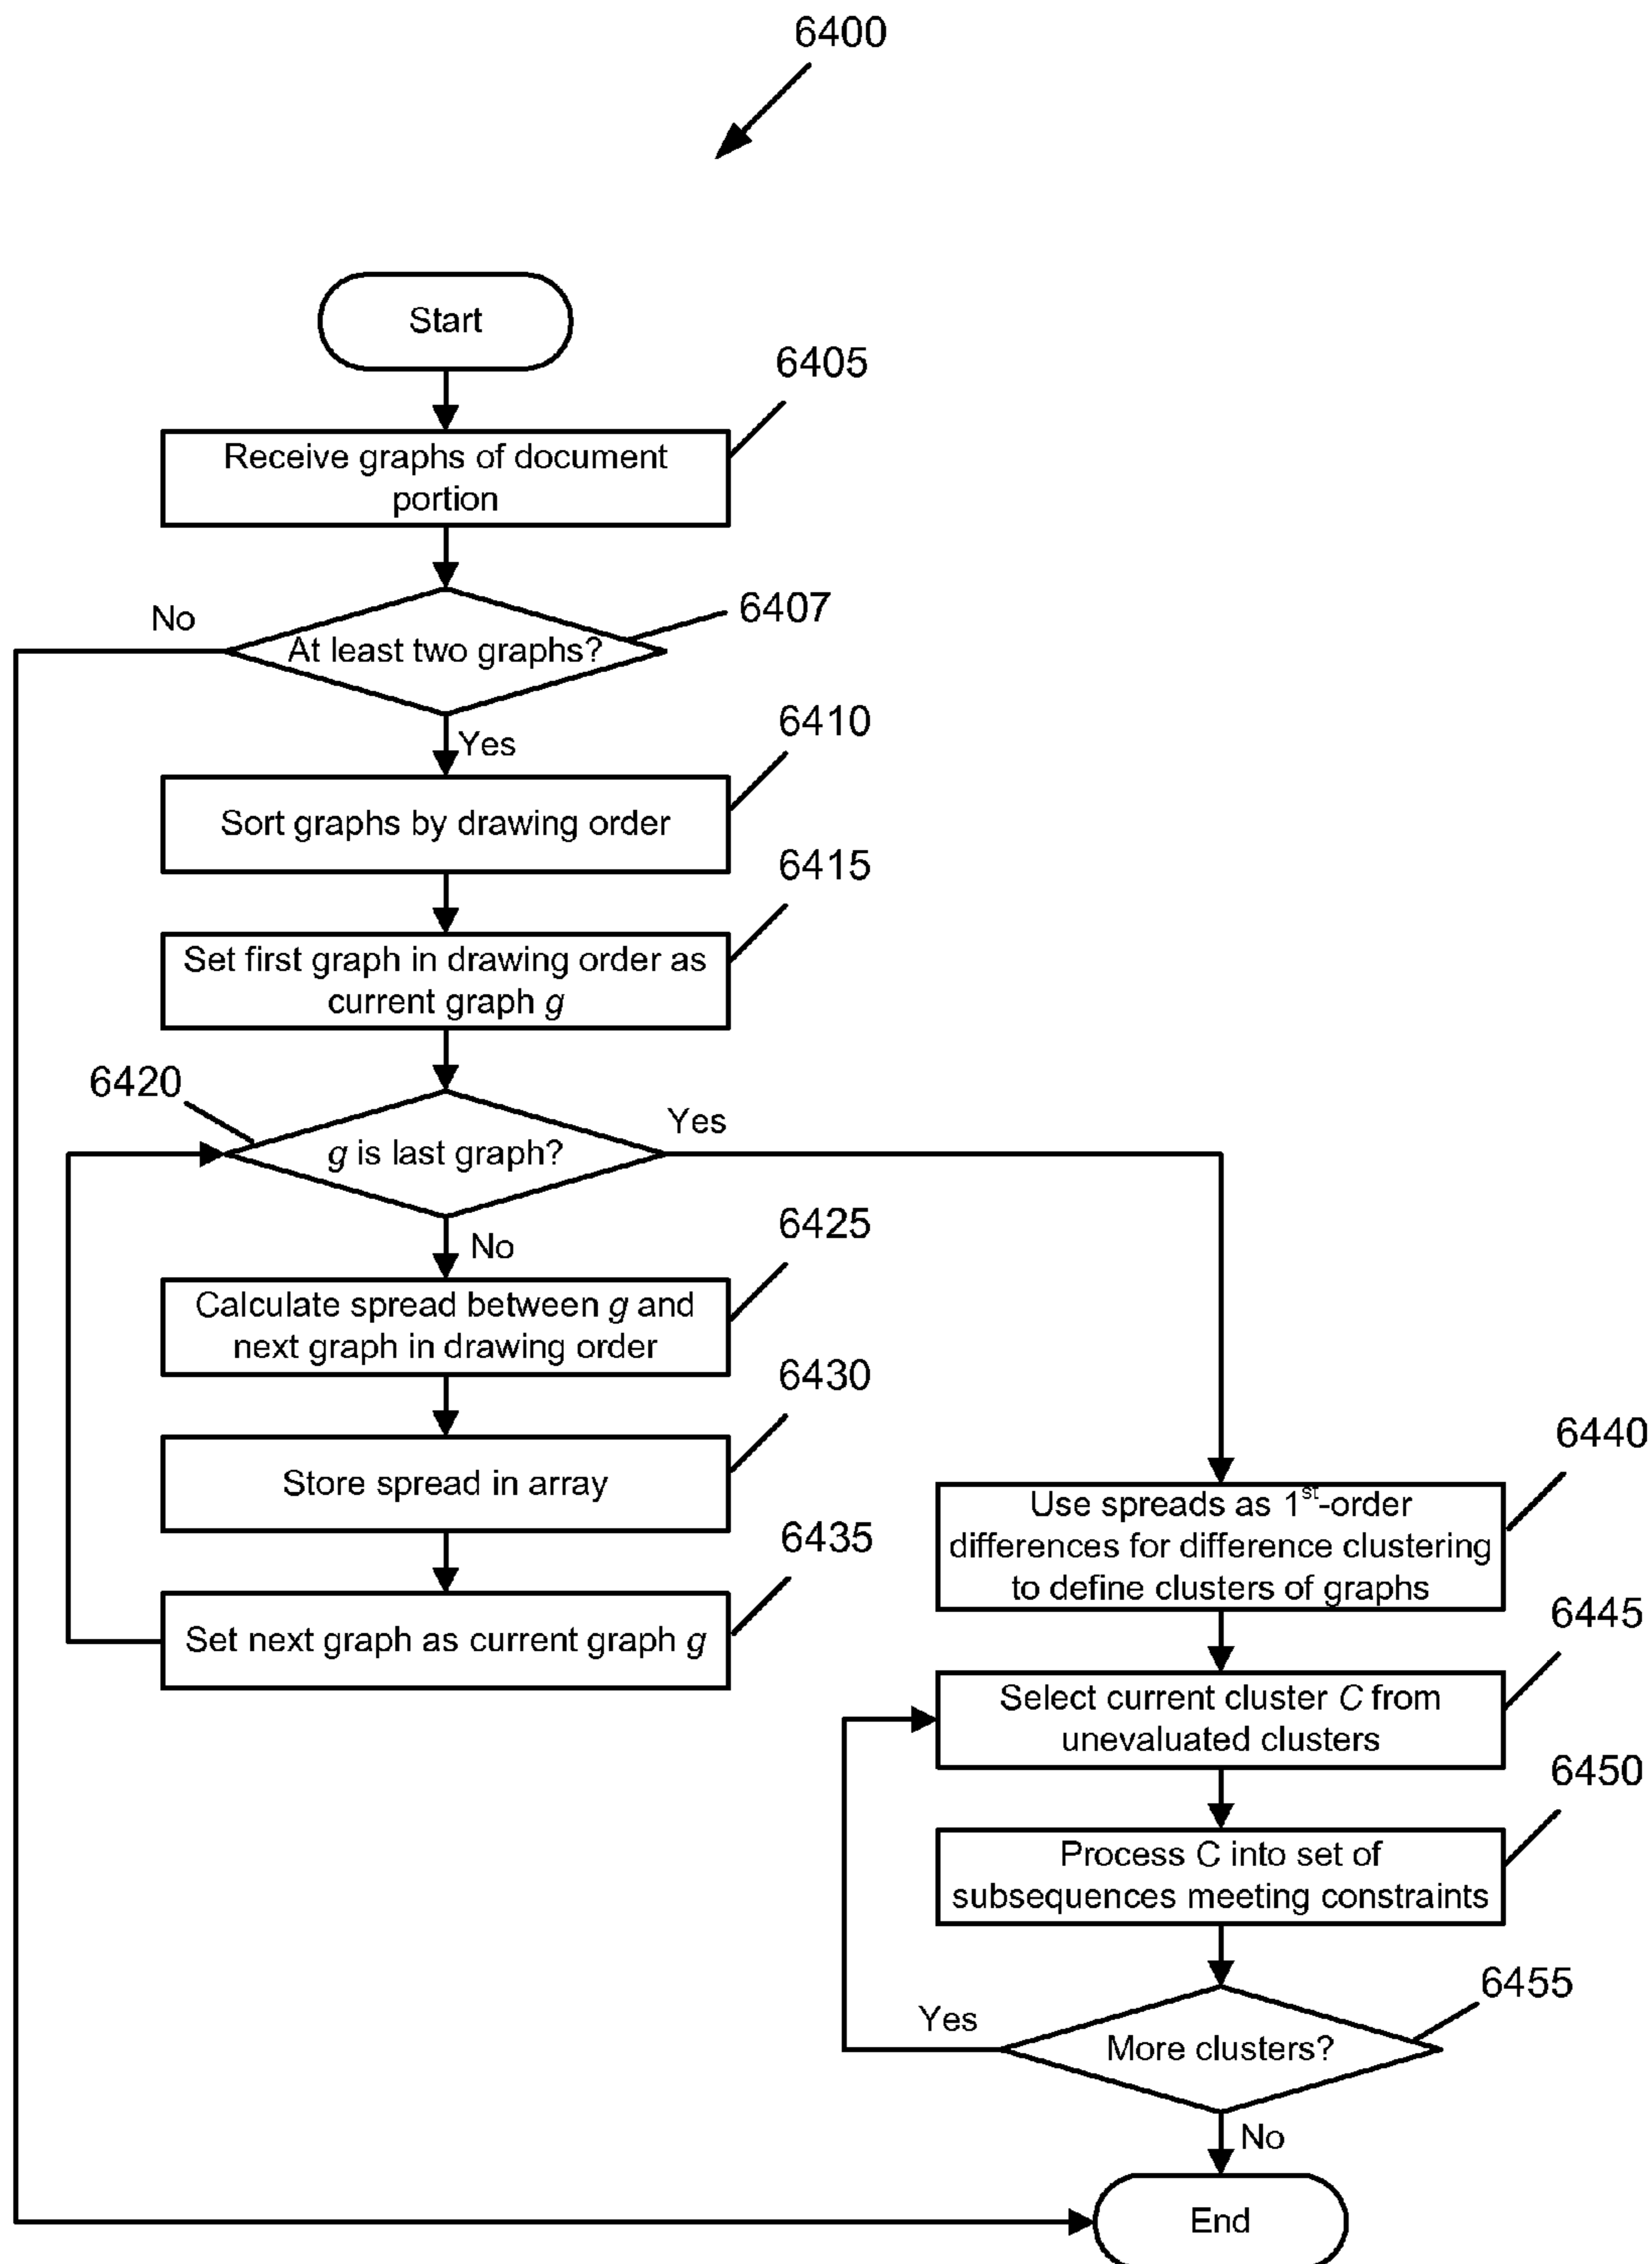 6400
Start
6405
Receive graphs of document
portion
No
6407
At least two graphs?
6410
Yes
Sort graphs by drawing order
6415
Set first graph in drawing order as
current graph g
6420
Yes
g is last graph?
6425
No
Calculate spread between g and
next graph in drawing order
6430
Store spread in array
6435
Set next graph as current graph g
6440
Use spreads as 1st-order
differences for difference clustering
to define clusters of graphs
6445
Select current cluster C from
unevaluated clusters
6450
Process C into set of
subsequences meeting constraints
6455
Yes
More clusters?
No
End